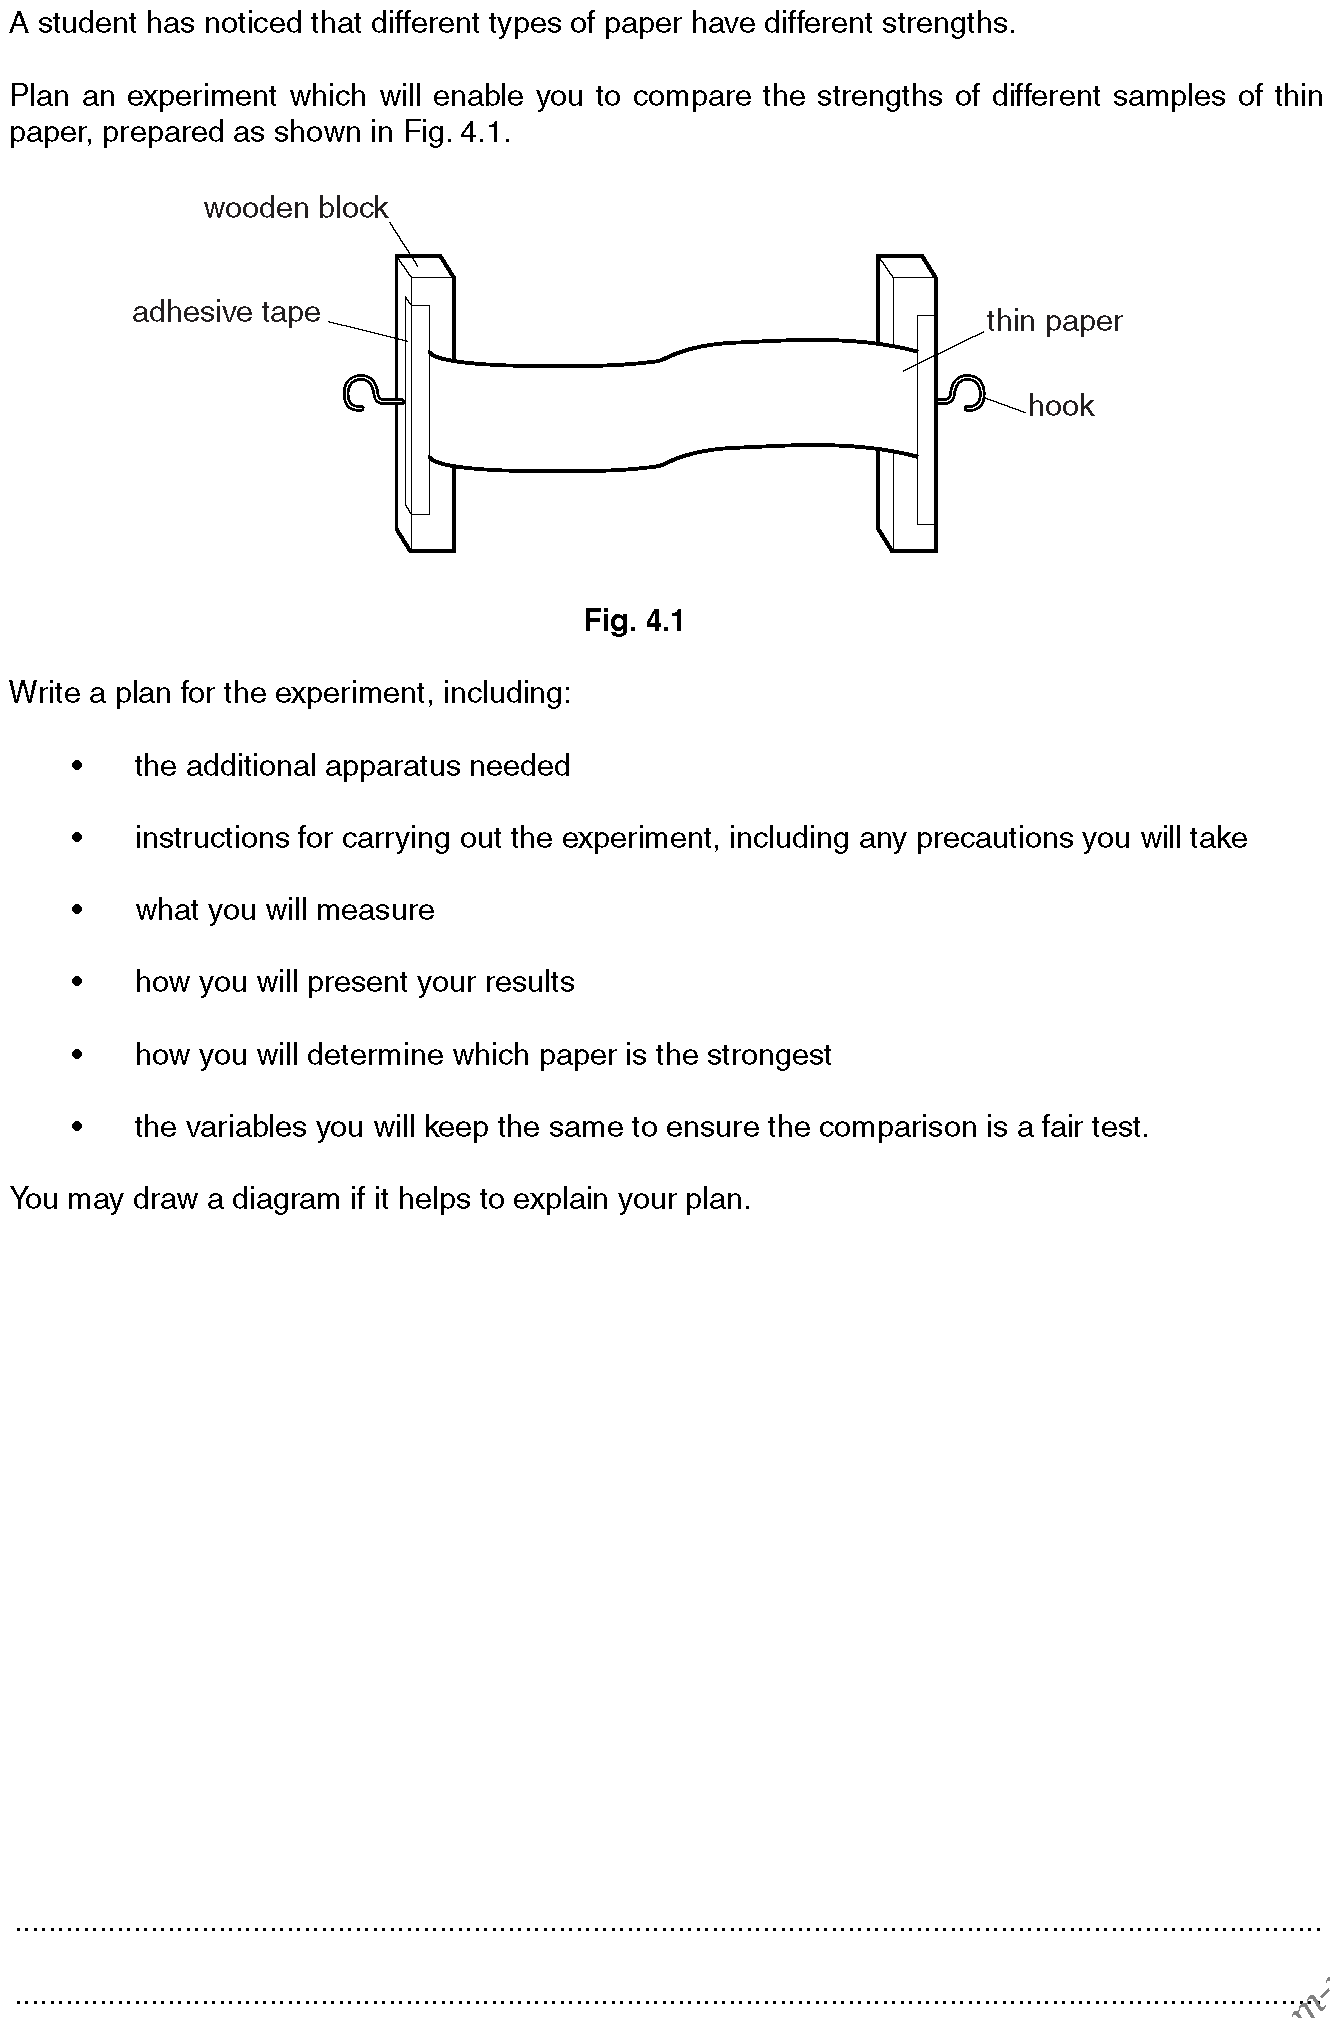 A student has noticed that different types of paper have different strengths.
Plan an experiment which will enable you to compare the strengths of different samples of thin
paper, prepared as shown in Fig. 4.1.
wooden block
adhesive tape
thin paper
hook
Fig. 4.1
Write a plan for the experiment, including:
• the additional apparatus needed
• instructions for carrying out the experiment, including any precautions you will take
• what you will measure
• how you will present your results
• how you will determine which paper is the strongest
• the variables you will keep the same to ensure the comparison is a fair test.
You may draw a diagram if it helps to explain your plan.